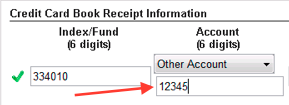 Credit Card Book Receipt Information
Index/Fund Account
(6 digits) (6 digits)
Other Account
334010 12345